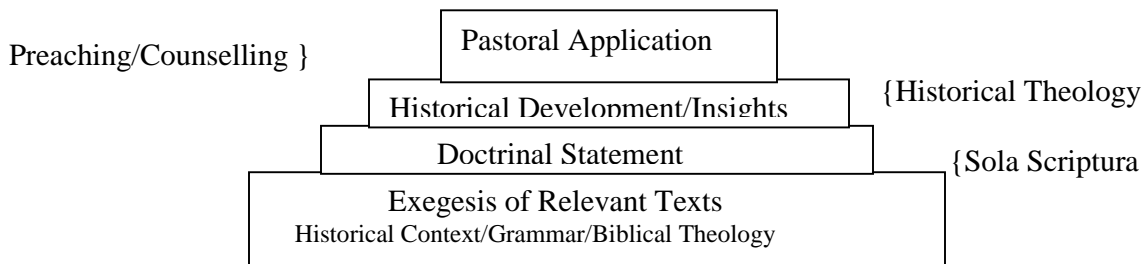 Pastoral Application
Preaching/Counselling }
Historical Development/Insights
{Historical Theology
Doctrinal Statement
{Sola Scriptura
Exegesis of Relevant Texts
Historical Context/Grammar/Biblical Theology